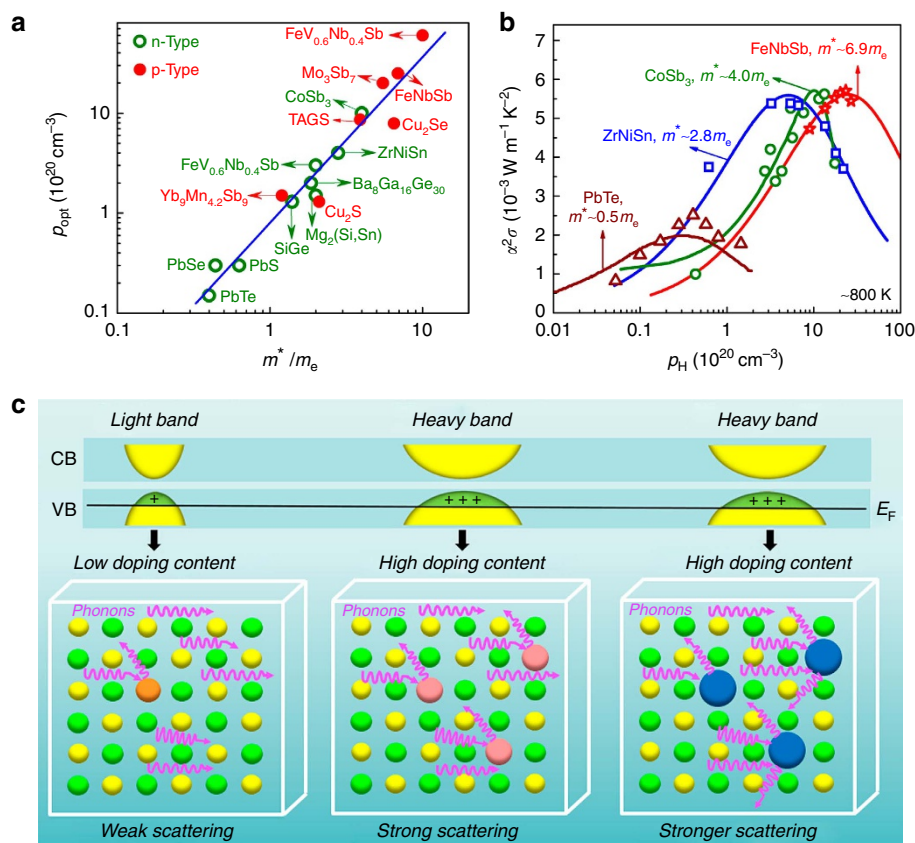 a
n-Type
p-Type
FeV0.6Nb0.4Sb
Mo3Sb7
FeNbSb
CoSb3
TAGS
Cu2Se
FeV0.6Nb0.4Sb
ZrNiSn
Ba8Ga16Ge30
Yb9Mn4.2Sb9
Cu2S
Mg2(Si,Sn)
SiGe
PbSe
PbS
PbTe
popt (10^20 cm−3)
10
1
0.1
0.1 1 10
m* /me
b
FeNbSb, m* ~6.9me
CoSb3, m* ~4.0me
ZrNiSn, m* ~2.8me
PbTe,
m* ~0.5me
~800 K
α2σ (10−3 W m−1 K−2)
7
6
5
4
3
2
1
0
0.01 0.1 1 10 100
pH (10^20 cm−3)
c
Light band Heavy band Heavy band
CB
VB + + + + + + + EF
Low doping content High doping content High doping content
Phonons Phonons Phonons
Weak scattering Strong scattering Stronger scattering